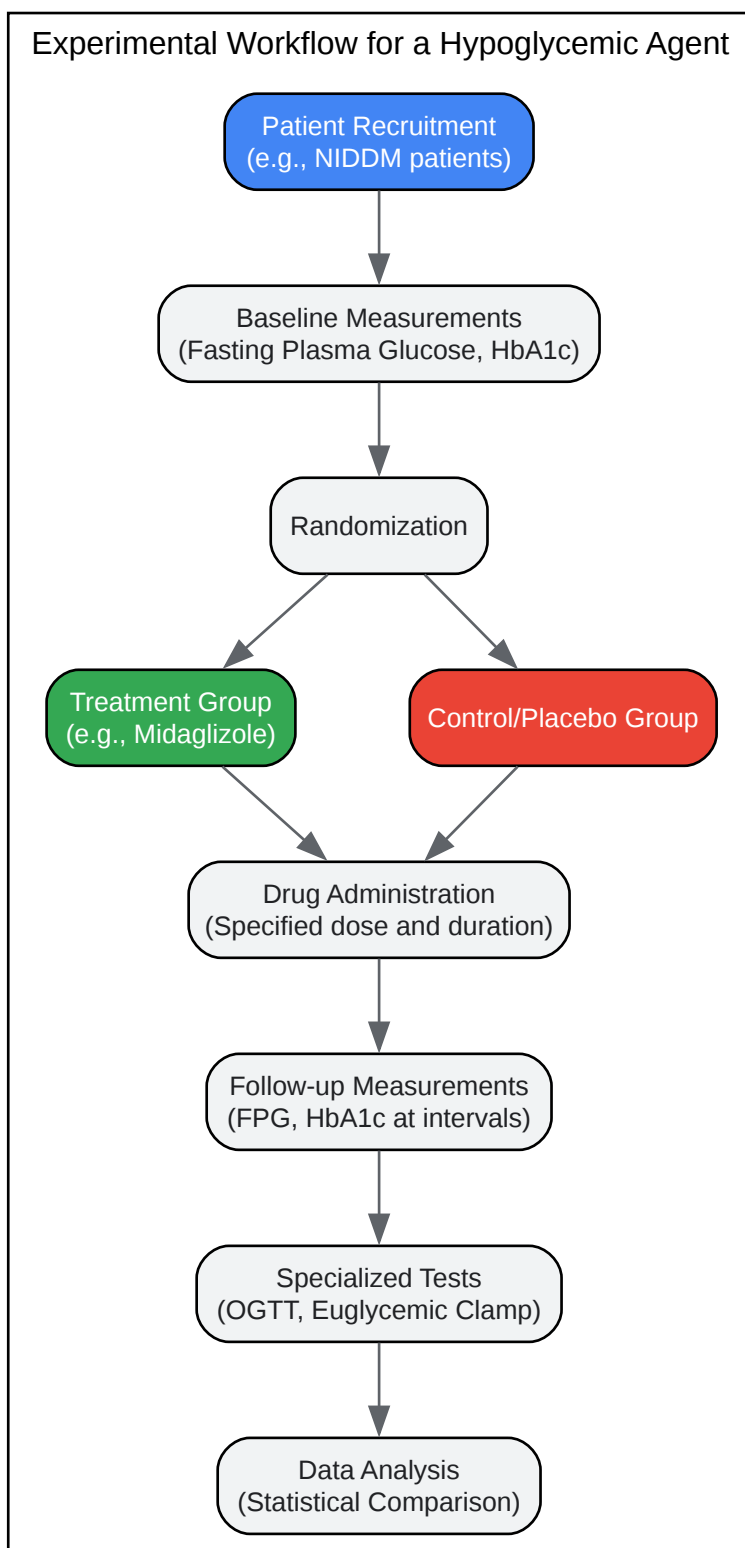 Experimental Workflow for a Hypoglycemic Agent
Patient Recruitment
(e.g., NIDDM patients)
Baseline Measurements
(Fasting Plasma Glucose, HbA1c)
Randomization
Treatment Group
(e.g., Midaglizole)
Control/Placebo Group
Drug Administration
(Specified dose and duration)
Follow-up Measurements
(FPG, HbA1c at intervals)
Specialized Tests
(OGTT, Euglycemic Clamp)
Data Analysis
(Statistical Comparison)